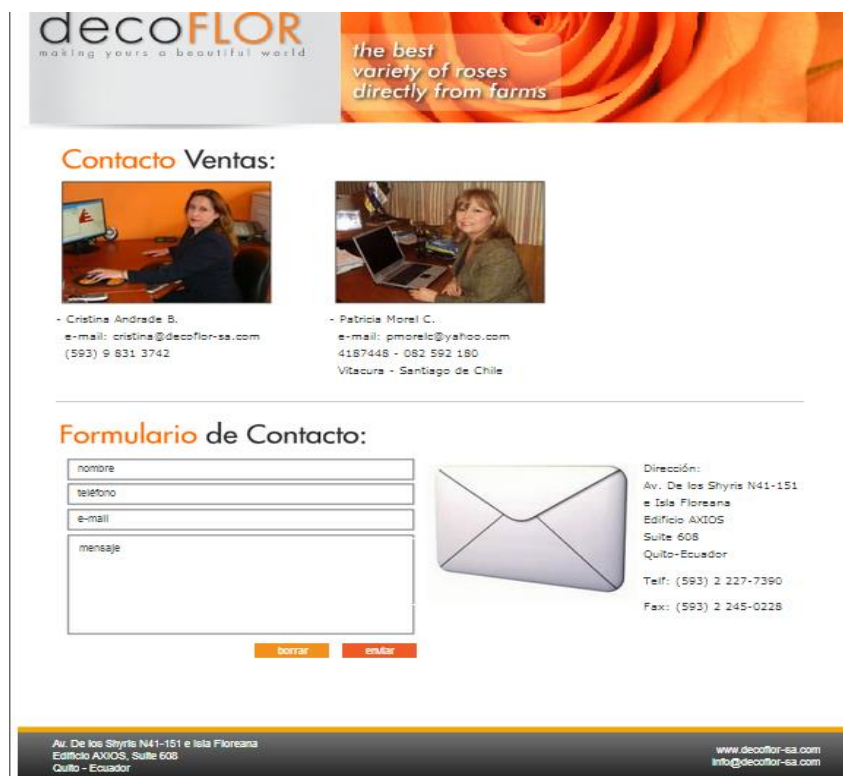 decoFLOR
making yours a beautiful world
the best
variety of roses
directly from farms
Contacto Ventas:
- Cristina Andrade B.
e-mail: cristina@decoflor-sa.com
(593) 9 831 3742
- Patricia Morel C.
e-mail: pmorelc@yahoo.com
4187448 - 082 592 180
Vitacura - Santiago de Chile
Formulario de Contacto:
nombre
teléfono
e-mail
mensaje
borrar
enviar
Dirección:
Av. De los Shyris N41-151
e Isla Floreana
Edificio AXIOS
Suite 608
Quito-Ecuador
Telf: (593) 2 227-7390
Fax: (593) 2 245-0228
Av. De los Shyris N41-151 e Isla Floreana
Edificio AXIOS, Suite 608
Quito - Ecuador
www.decoflor-sa.com
info@decoflor-sa.com